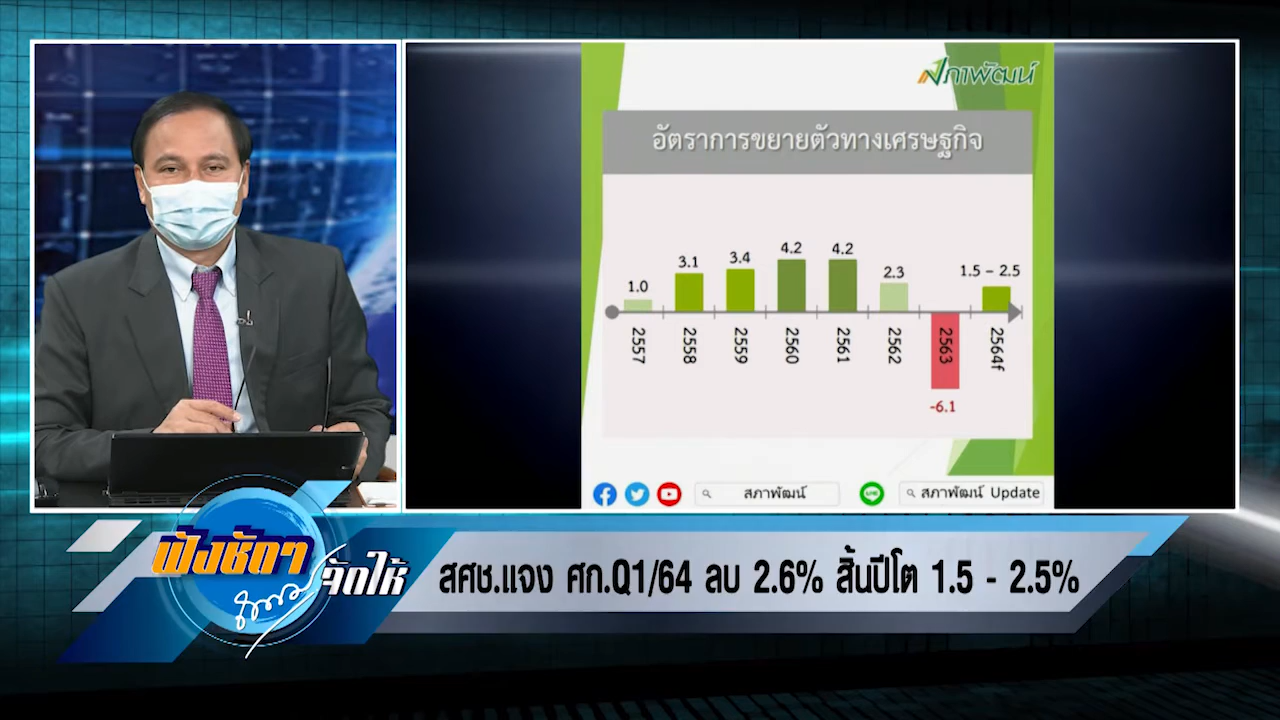 สภาพัฒน์
อัตราการขยายตัวทางเศรษฐกิจ
1.0
3.1
3.4
4.2
4.2
2.3
1.5 – 2.5
2557
2558
2559
2560
2561
2562
2563
2564f
-6.1
สภาพัฒน์
สภาพัฒน์ Update
ฟังชัดๆ
จัดให้
สศช.แจง ศก.Q1/64 ลบ 2.6% สิ้นปีโต 1.5 - 2.5%